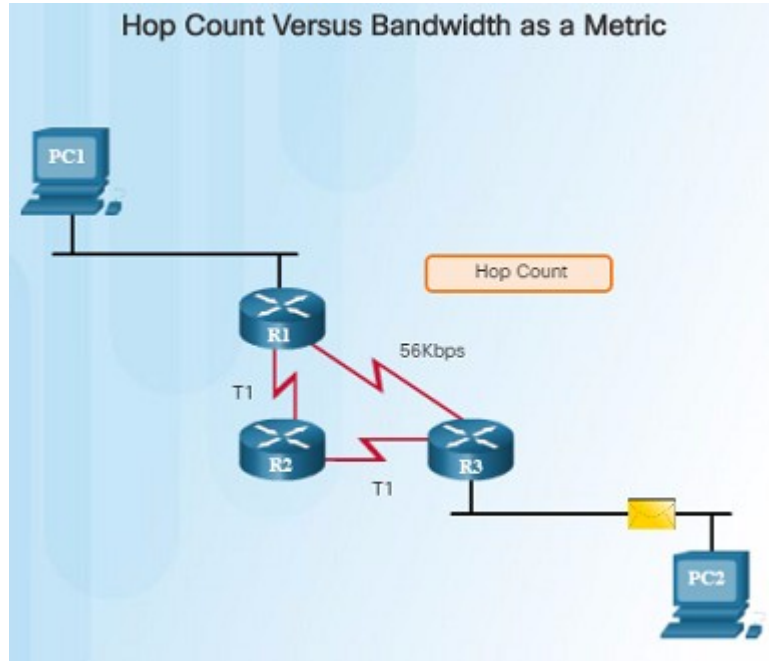 Hop Count Versus Bandwidth as a Metric
PC1
Hop Count
R1
56Kbps
T1
R2
R3
T1
PC2